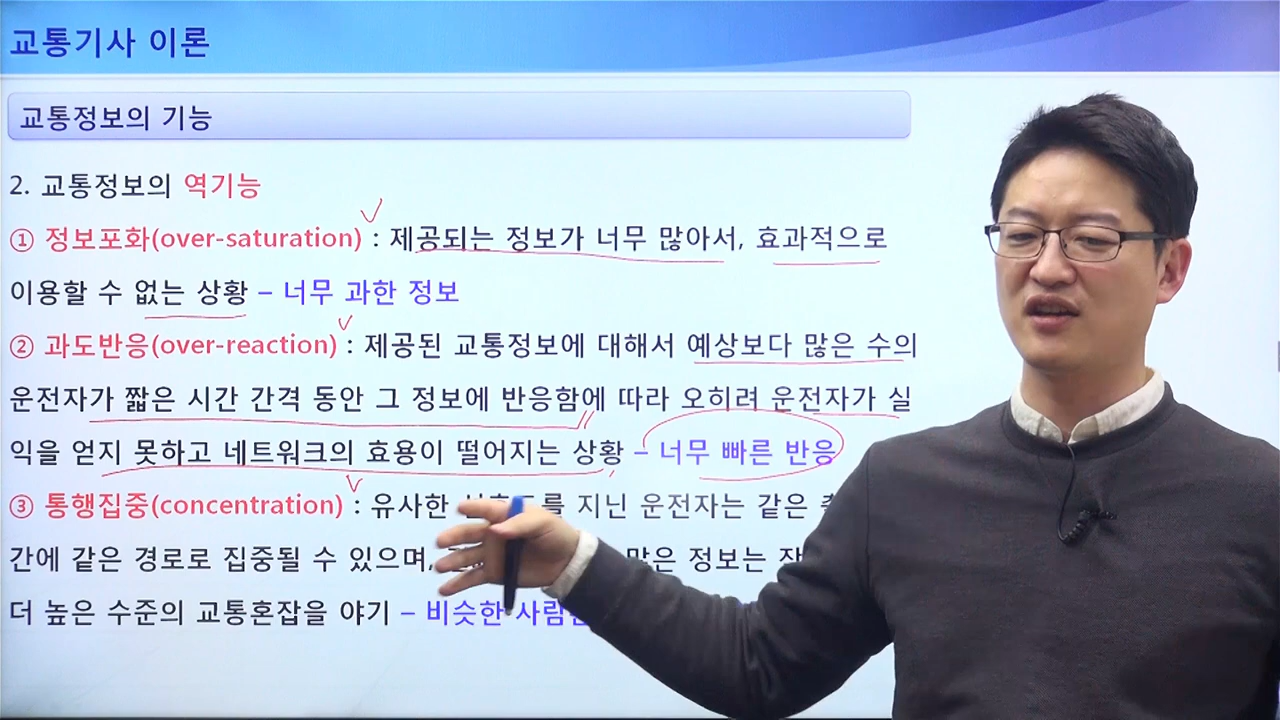 교통기사 이론
교통정보의 기능
2. 교통정보의 역기능
① 정보포화(over-saturation) : 제공되는 정보가 너무 많아서, 효과적으로
이용할 수 없는 상황 – 너무 과한 정보
② 과도반응(over-reaction) : 제공된 교통정보에 대해서 예상보다 많은 수의
운전자가 짧은 시간 간격 동안 그 정보에 반응함에 따라 오히려 운전자가 실
익을 얻지 못하고 네트워크의 효용이 떨어지는 상황 – 너무 빠른 반응
③ 통행집중(concentration) : 유사한 지닌 운전자는 같은
간에 같은 경로로 집중될 수 있으며, 많은 정보는
더 높은 수준의 교통혼잡을 야기 – 비슷한